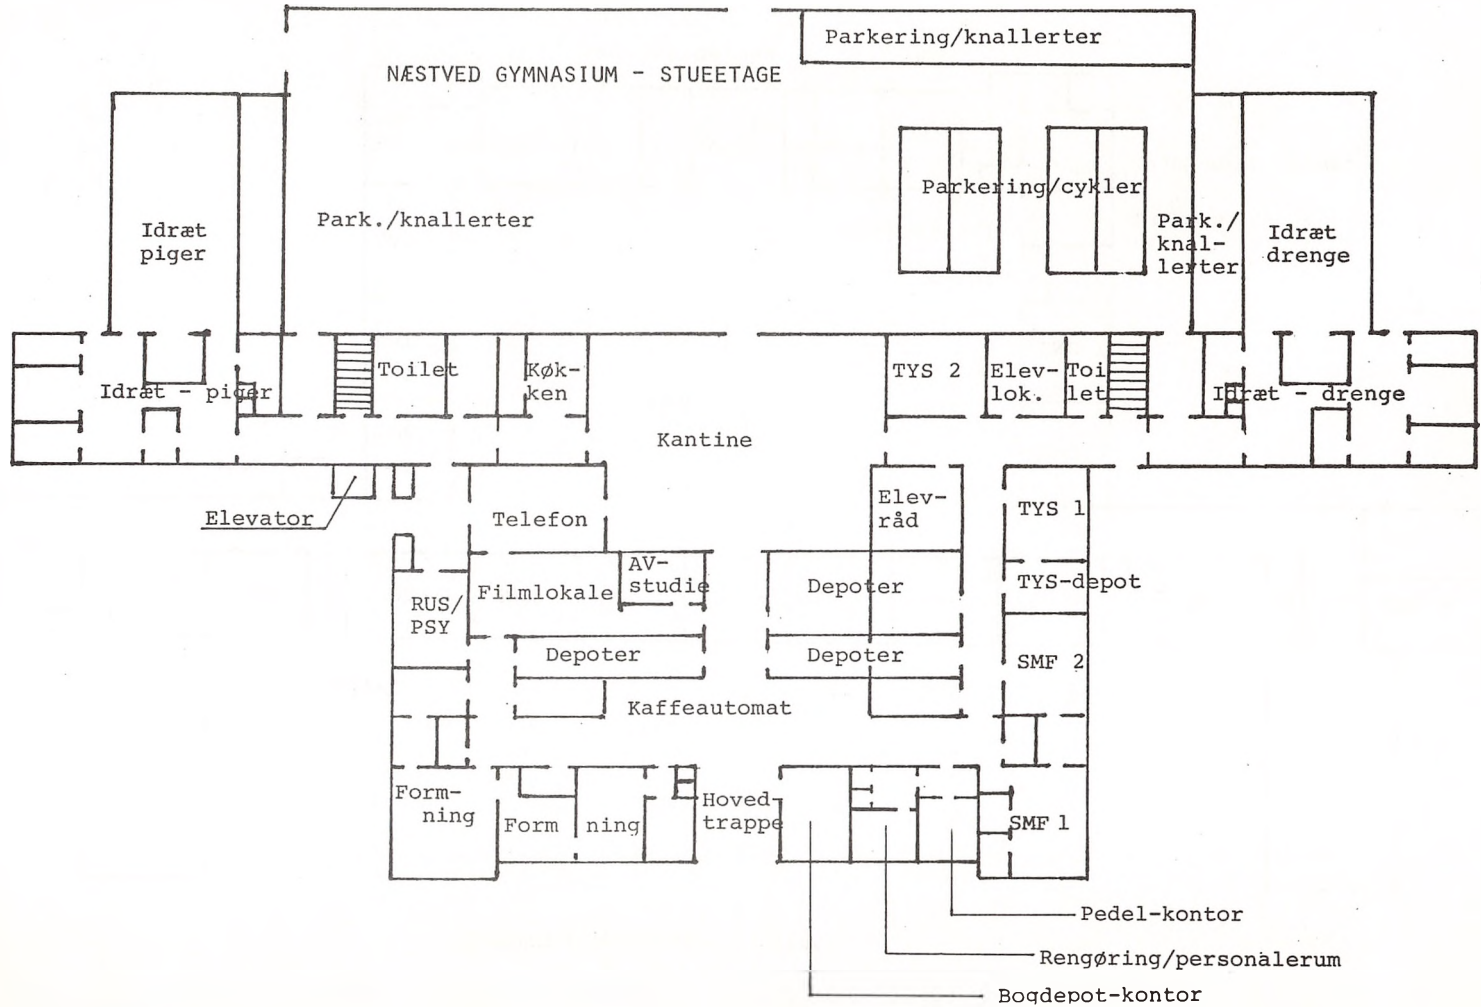 Parkering/knallerter
NÆSTVED GYMNASIUM - STUEETAGE
Parkering/cykler
Park./knallerter
Park./
knal-
lerter
Idræt
piger
Idræt
drenge
Toilet
Køk-
ken
TYS 2
Elev-
lok.
Toi
let
Idræt - piger
Idræt - drenge
Kantine
Elevator
Telefon
Elev-
råd
TYS 1
AV-
studie
Filmlokale
Depoter
TYS-depot
RUS/
PSY
Depoter
Depoter
SMF 2
Kaffeautomat
Form-
ning
Form
ning
Hoved-
trappe
SMF 1
Pedel-kontor
Rengøring/personalerum
Bogdepot-kontor